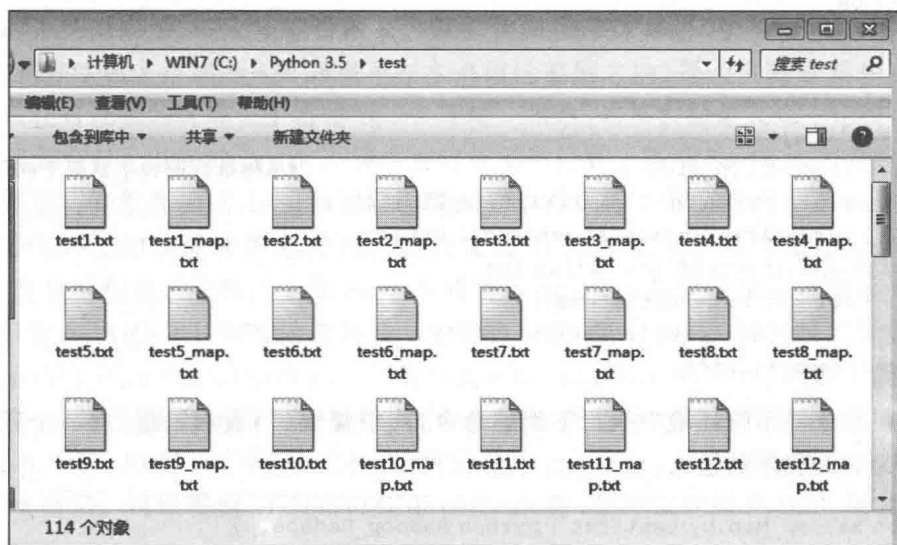 计算机 ▸ WIN7 (C:) ▸ Python 3.5 ▸ test
搜索 test
编辑(E) 查看(V) 工具(T) 帮助(H)
包含到库中 共享 新建文件夹
test1.txt test1_map.txt test2.txt test2_map.txt test3.txt test3_map.txt test4.txt test4_map.txt
test5.txt test5_map.txt test6.txt test6_map.txt test7.txt test7_map.txt test8.txt test8_map.txt
test9.txt test9_map.txt test10.txt test10_map.txt test11.txt test11_map.txt test12.txt test12_map.txt
114 个对象